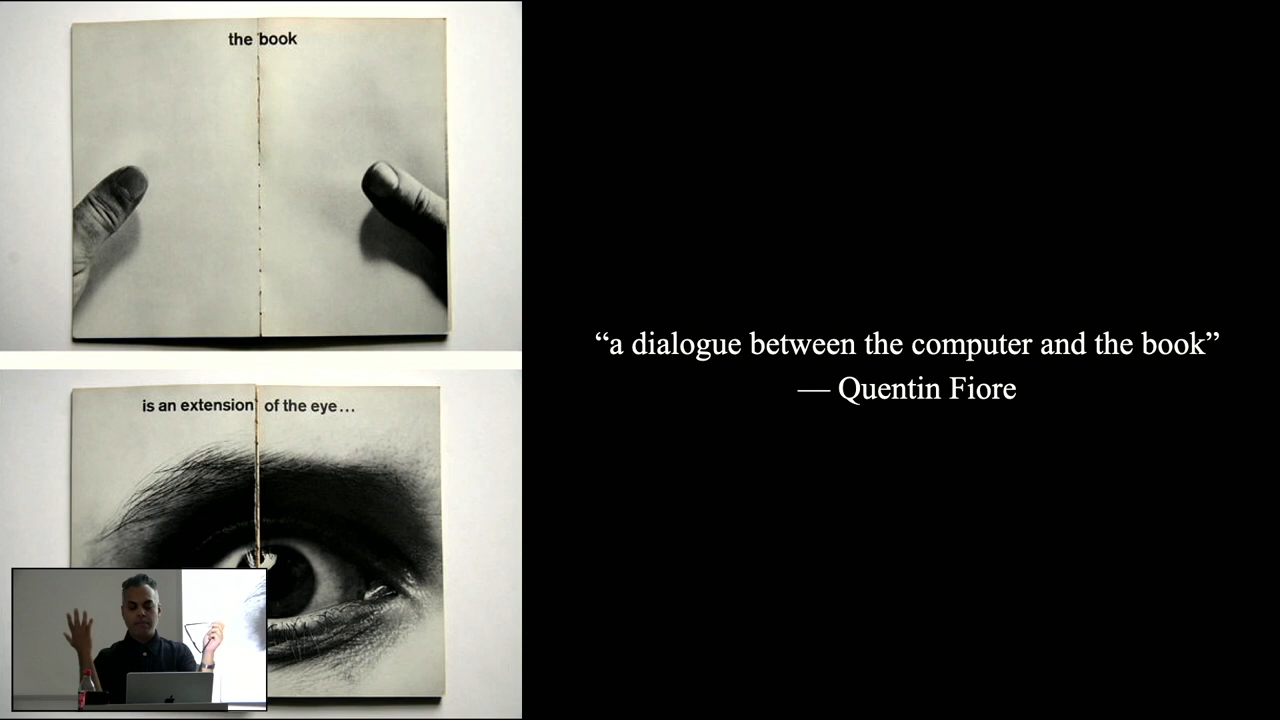 the book
is an extension of the eye...
“a dialogue between the computer and the book”
— Quentin Fiore